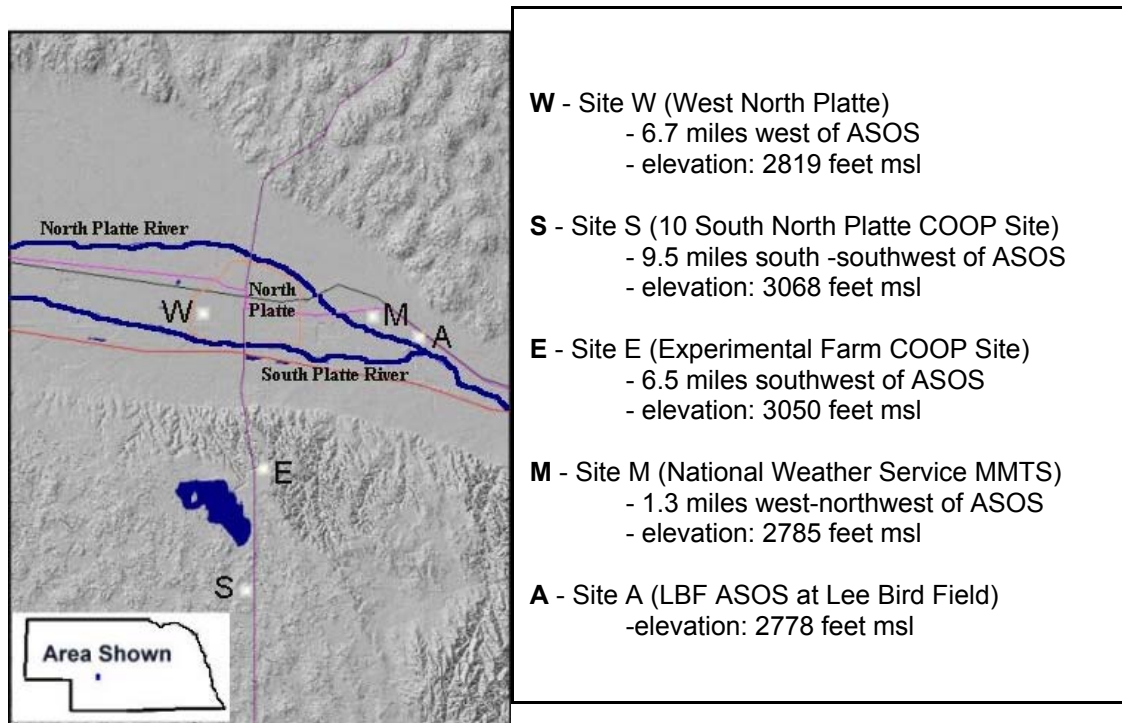 North Platte River
North
Platte
W
M
A
South Platte River
E
S
Area Shown
W - Site W (West North Platte)
- 6.7 miles west of ASOS
- elevation: 2819 feet msl
S - Site S (10 South North Platte COOP Site)
- 9.5 miles south -southwest of ASOS
- elevation: 3068 feet msl
E - Site E (Experimental Farm COOP Site)
- 6.5 miles southwest of ASOS
- elevation: 3050 feet msl
M - Site M (National Weather Service MMTS)
- 1.3 miles west-northwest of ASOS
- elevation: 2785 feet msl
A - Site A (LBF ASOS at Lee Bird Field)
-elevation: 2778 feet msl